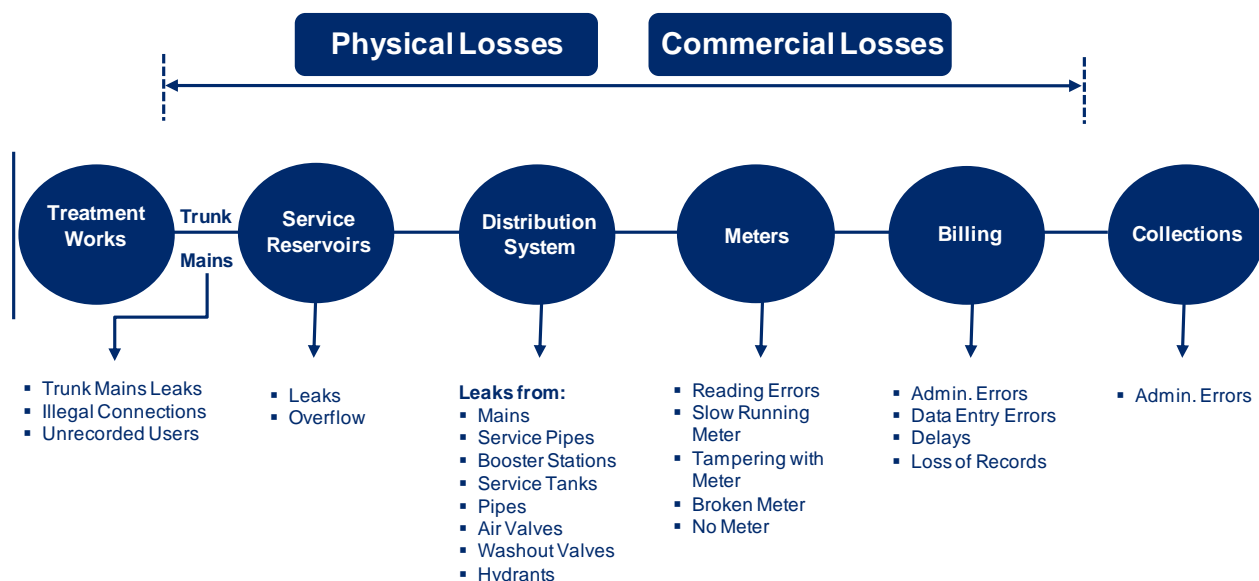 Physical Losses
Commercial Losses
Treatment
Works
Trunk
Mains
Service
Reservoirs
Distribution
System
Meters
Billing
Collections
▪ Trunk Mains Leaks
▪ Illegal Connections
▪ Unrecorded Users
▪ Leaks
▪ Overflow
Leaks from:
▪ Mains
▪ Service Pipes
▪ Booster Stations
▪ Service Tanks
▪ Pipes
▪ Air Valves
▪ Washout Valves
▪ Hydrants
▪ Reading Errors
▪ Slow Running
Meter
▪ Tampering with
Meter
▪ Broken Meter
▪ No Meter
▪ Admin. Errors
▪ Data Entry Errors
▪ Delays
▪ Loss of Records
▪ Admin. Errors